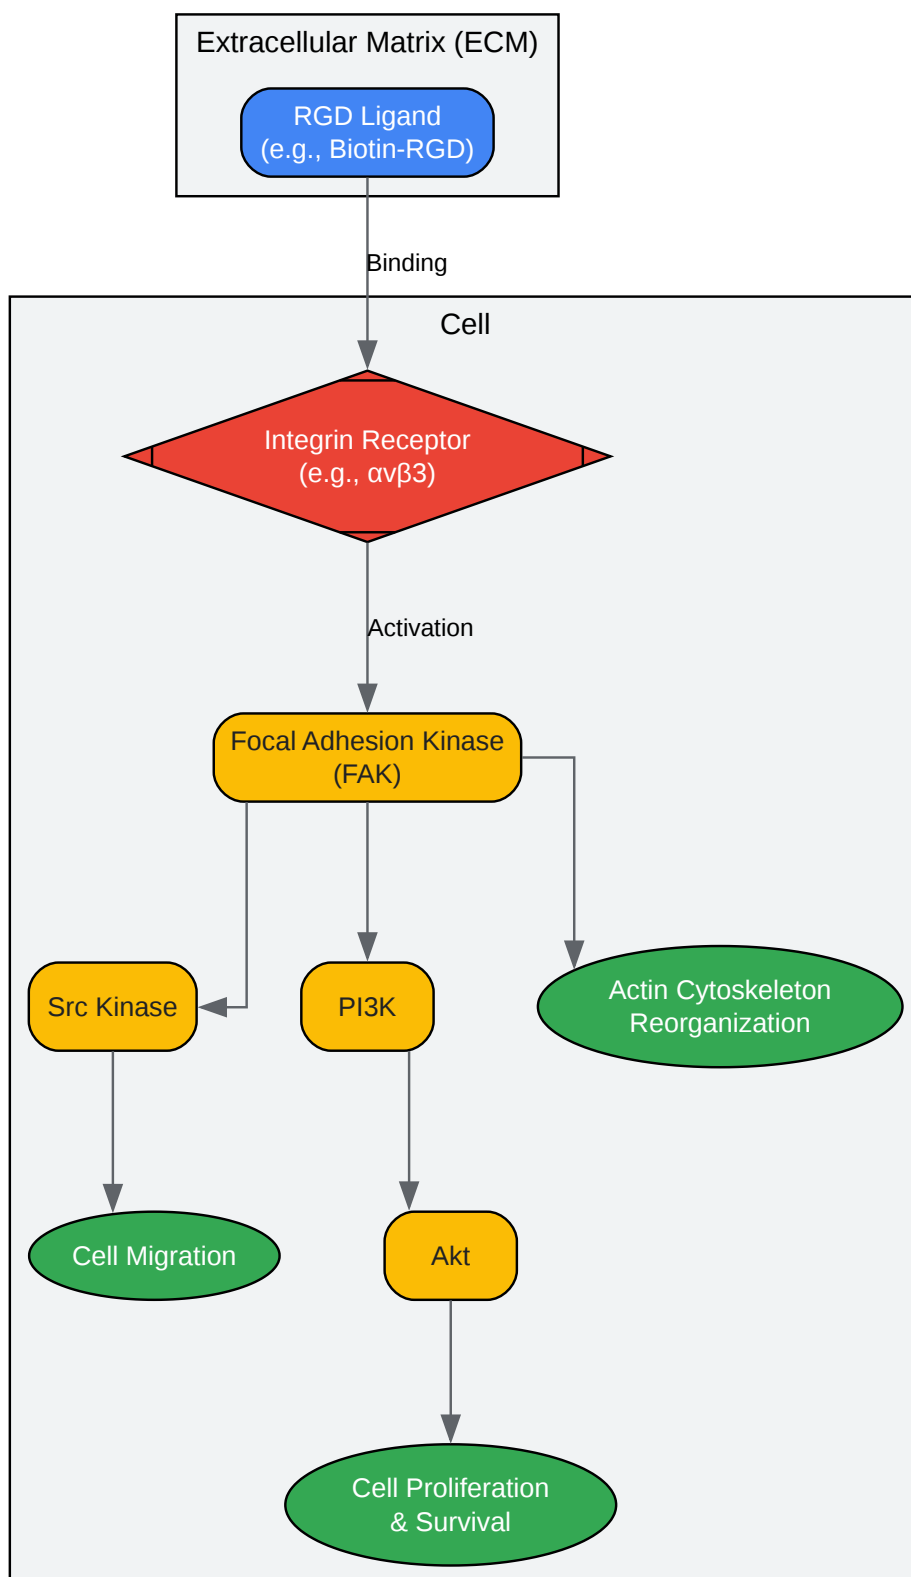 Extracellular Matrix (ECM)
RGD Ligand
(e.g., Biotin-RGD)
Binding
Cell
Integrin Receptor
(e.g., αvβ3)
Activation
Focal Adhesion Kinase
(FAK)
Src Kinase
PI3K
Actin Cytoskeleton
Reorganization
Cell Migration
Akt
Cell Proliferation
& Survival